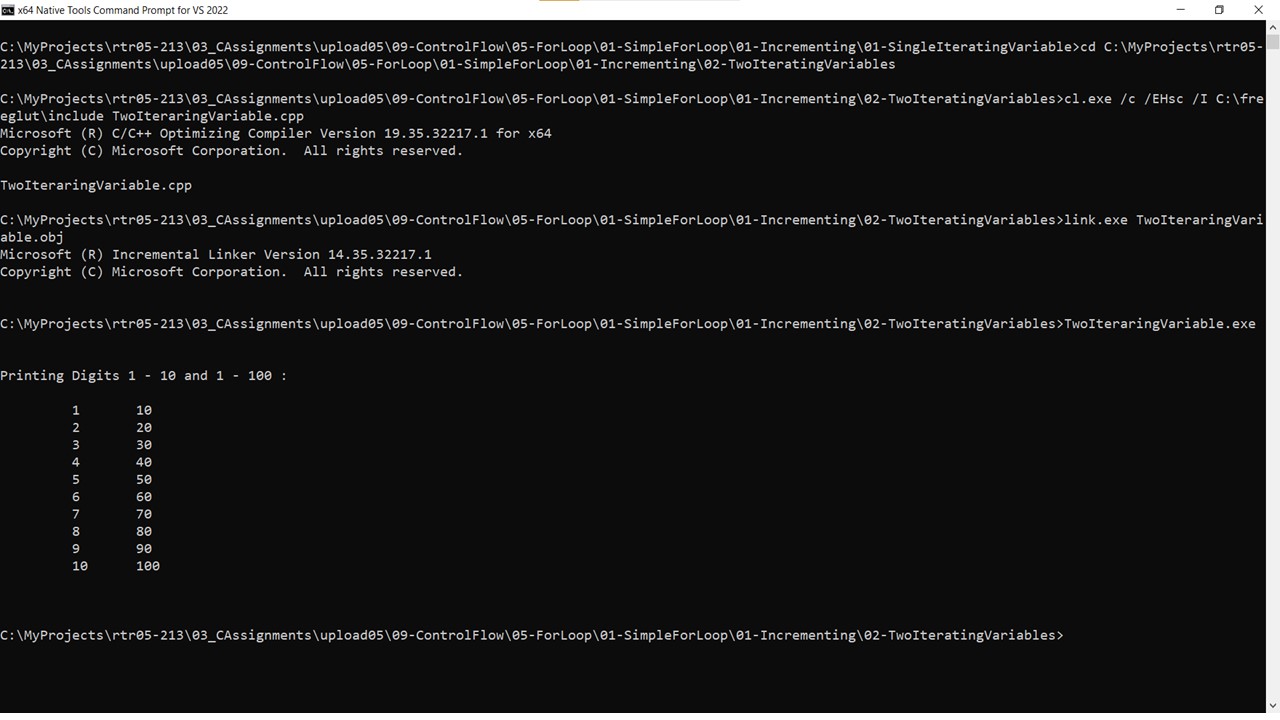 x64 Native Tools Command Prompt for VS 2022
C:\MyProjects\rtr05-213\03_CAssignments\upload05\09-ControlFlow\05-ForLoop\01-SimpleForLoop\01-Incrementing\01-SingleIteratingVariable>cd C:\MyProjects\rtr05-
213\03_CAssignments\upload05\09-ControlFlow\05-ForLoop\01-SimpleForLoop\01-Incrementing\02-TwoIteratingVariables
C:\MyProjects\rtr05-213\03_CAssignments\upload05\09-ControlFlow\05-ForLoop\01-SimpleForLoop\01-Incrementing\02-TwoIteratingVariables>cl.exe /c /EHsc /I C:\fre
eglut\include TwoIteraringVariable.cpp
Microsoft (R) C/C++ Optimizing Compiler Version 19.35.32217.1 for x64
Copyright (C) Microsoft Corporation.  All rights reserved.
TwoIteraringVariable.cpp
C:\MyProjects\rtr05-213\03_CAssignments\upload05\09-ControlFlow\05-ForLoop\01-SimpleForLoop\01-Incrementing\02-TwoIteratingVariables>link.exe TwoIteraringVari
able.obj
Microsoft (R) Incremental Linker Version 14.35.32217.1
Copyright (C) Microsoft Corporation.  All rights reserved.
C:\MyProjects\rtr05-213\03_CAssignments\upload05\09-ControlFlow\05-ForLoop\01-SimpleForLoop\01-Incrementing\02-TwoIteratingVariables>TwoIteraringVariable.exe
Printing Digits 1 - 10 and 1 - 100 :
1 10
2 20
3 30
4 40
5 50
6 60
7 70
8 80
9 90
10 100
C:\MyProjects\rtr05-213\03_CAssignments\upload05\09-ControlFlow\05-ForLoop\01-SimpleForLoop\01-Incrementing\02-TwoIteratingVariables>